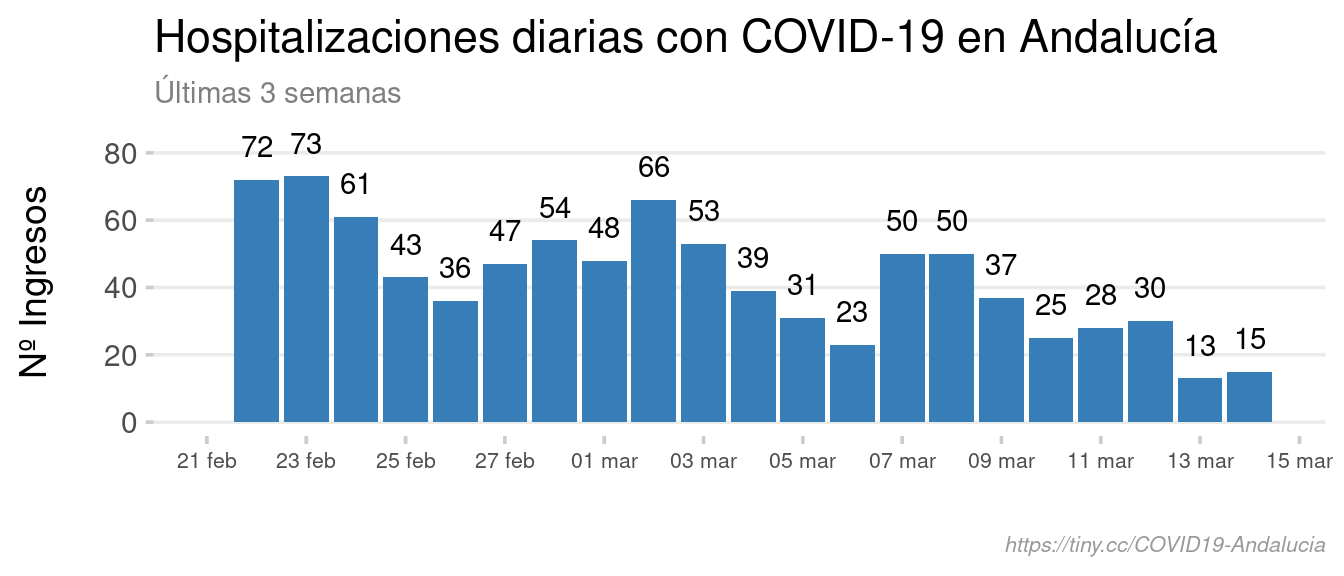 Hospitalizaciones diarias con COVID-19 en Andalucía
Últimas 3 semanas
Nº Ingresos
80
60
40
20
0
72 73 61 43 36 47 54 48 66 53 39 31 23 50 50 37 25 28 30 13 15
21 feb 23 feb 25 feb 27 feb 01 mar 03 mar 05 mar 07 mar 09 mar 11 mar 13 mar 15 mar
https://tiny.cc/COVID19-Andalucia